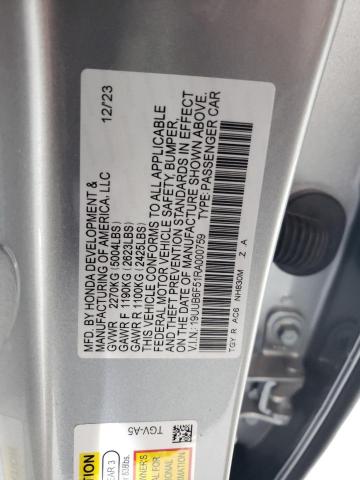 MFD. BY HONDA DEVELOPMENT & 12/23
MANUFACTURING OF AMERICA, LLC
GVWR 2270KG (5004LBS)
GAWR F 1190KG (2623LBS)
GAWR R 1100KG (2425LBS)
THIS VEHICLE CONFORMS TO ALL APPLICABLE
FEDERAL MOTOR VEHICLE SAFETY, BUMPER,
AND THEFT PREVENTION STANDARDS IN EFFECT
ON THE DATE OF MANUFACTURE SHOWN ABOVE.
V.I.N: 19UUB6F51RA000759 TYPE: PASSENGER CAR
TGY R AC6 NH830M Z A
TGV-A5